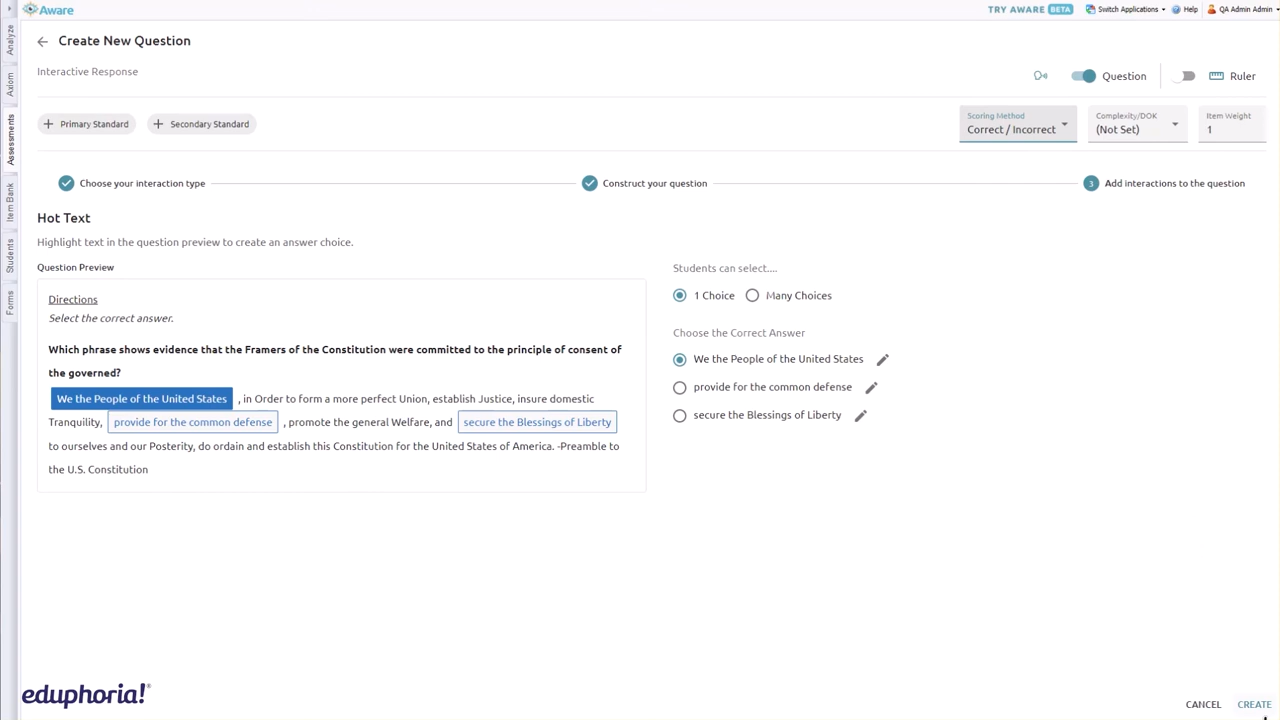 Aware
TRY AWARE BETA
Switch Applications
Help
QA Admin Admin
Analyze
Axiom
Assessments
Item Bank
Students
Forms
Create New Question
Interactive Response
Question
Ruler
Primary Standard
Secondary Standard
Scoring Method
Correct / Incorrect
Complexity/DOK
(Not Set)
Item Weight
1
Choose your interaction type
Construct your question
3 Add interactions to the question
Hot Text
Highlight text in the question preview to create an answer choice.
Question Preview
Directions
Select the correct answer.
Which phrase shows evidence that the Framers of the Constitution were committed to the principle of consent of
the governed?
We the People of the United States , in Order to form a more perfect Union, establish Justice, insure domestic
Tranquility, provide for the common defense , promote the general Welfare, and secure the Blessings of Liberty
to ourselves and our Posterity, do ordain and establish this Constitution for the United States of America. -Preamble to
the U.S. Constitution
Students can select....
1 Choice
Many Choices
Choose the Correct Answer
We the People of the United States
provide for the common defense
secure the Blessings of Liberty
eduphoria!®
CANCEL
CREATE